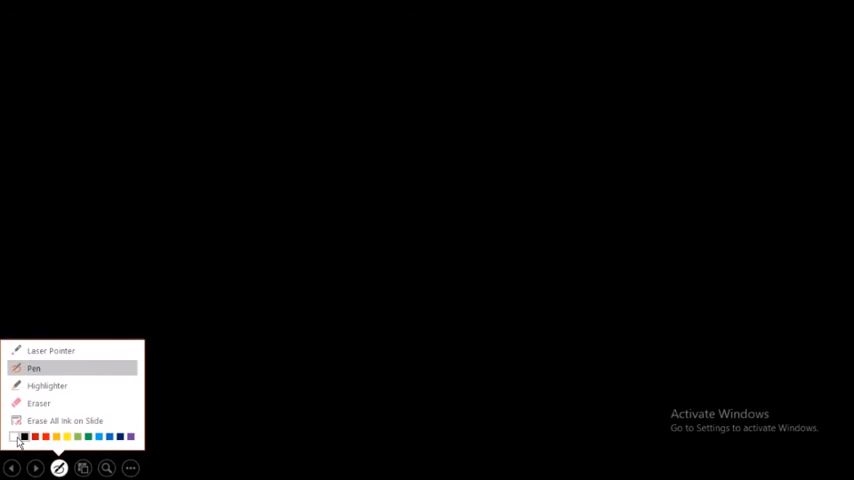 Laser Pointer
Pen
Highlighter
Eraser
Erase All Ink on Slide
Activate Windows
Go to Settings to activate Windows.